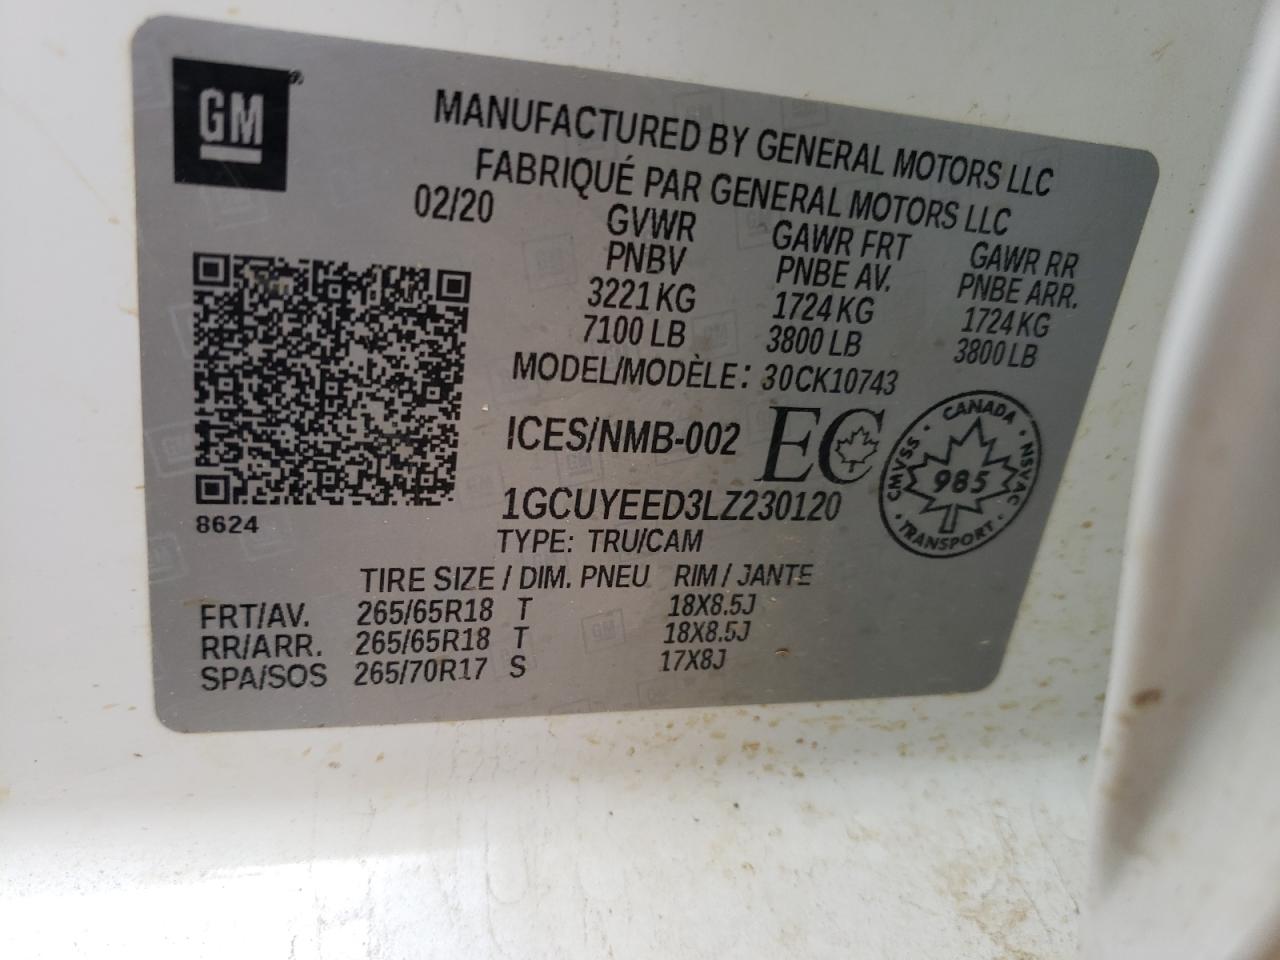 GM
MANUFACTURED BY GENERAL MOTORS LLC
FABRIQUÉ PAR GENERAL MOTORS LLC
02/20
GVWR GAWR FRT GAWR RR
PNBV PNBE AV. PNBE ARR.
3221 KG 1724 KG 1724 KG
7100 LB 3800 LB 3800 LB
MODEL/MODÈLE: 30CK10743
ICES/NMB-002 EC
CANADA
CMVSS 985 NSVAC
TRANSPORT
1GCUYEED3LZ230120
8624
TYPE: TRU/CAM
TIRE SIZE / DIM. PNEU RIM / JANTE
FRT/AV. 265/65R18 T 18X8.5J
RR/ARR. 265/65R18 T 18X8.5J
SPA/SOS 265/70R17 S 17X8J